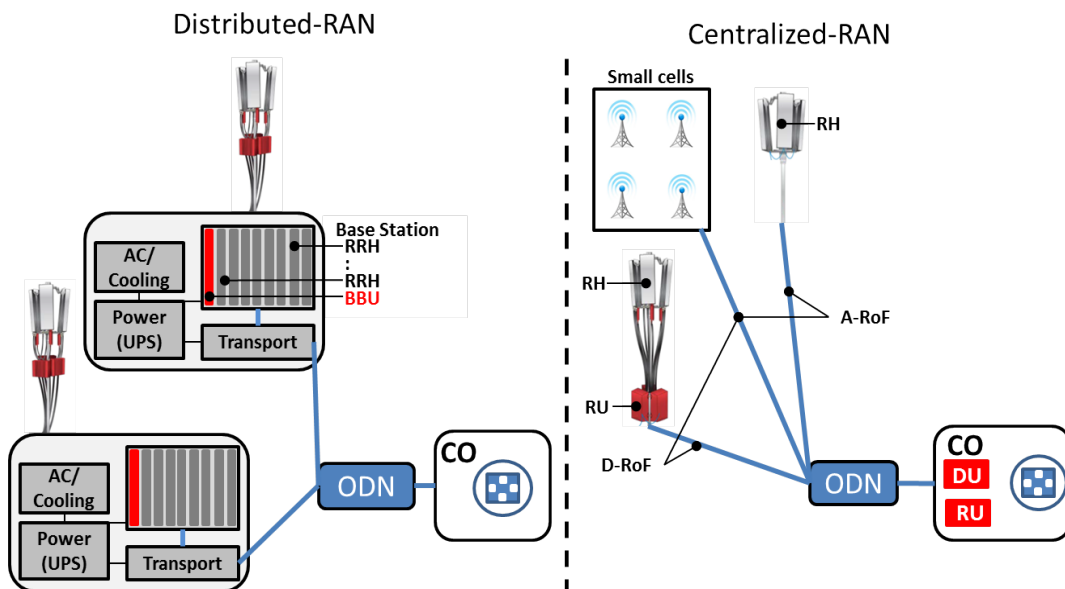 Distributed-RAN
Base Station
RRH
:
RRH
BBU
AC/
Cooling
Power
(UPS)
Transport
AC/
Cooling
Power
(UPS)
Transport
ODN
CO
Centralized-RAN
Small cells
RH
RH
A-RoF
RU
D-RoF
ODN
CO
DU
RU